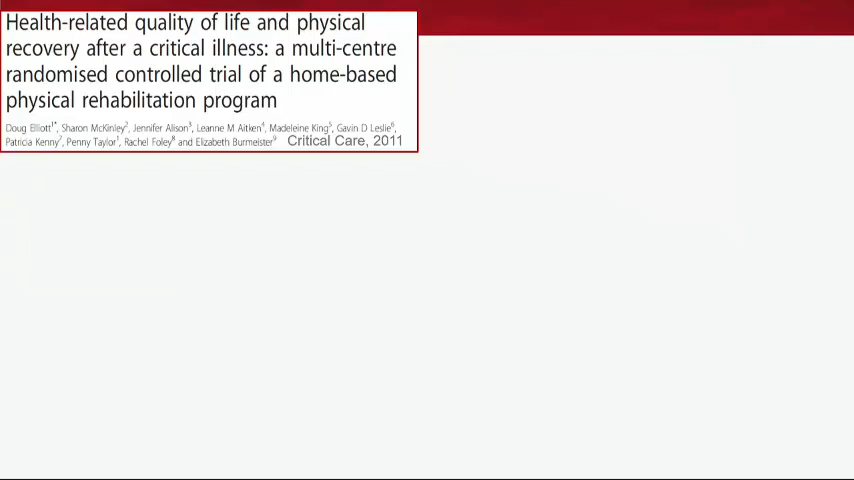 Health-related quality of life and physical
recovery after a critical illness: a multi-centre
randomised controlled trial of a home-based
physical rehabilitation program
Doug Elliott1*, Sharon McKinley2, Jennifer Alison3, Leanne M Aitken4, Madeleine King5, Gavin D Leslie6,
Patricia Kenny7, Penny Taylor1, Rachel Foley8 and Elizabeth Burmeister9 Critical Care, 2011